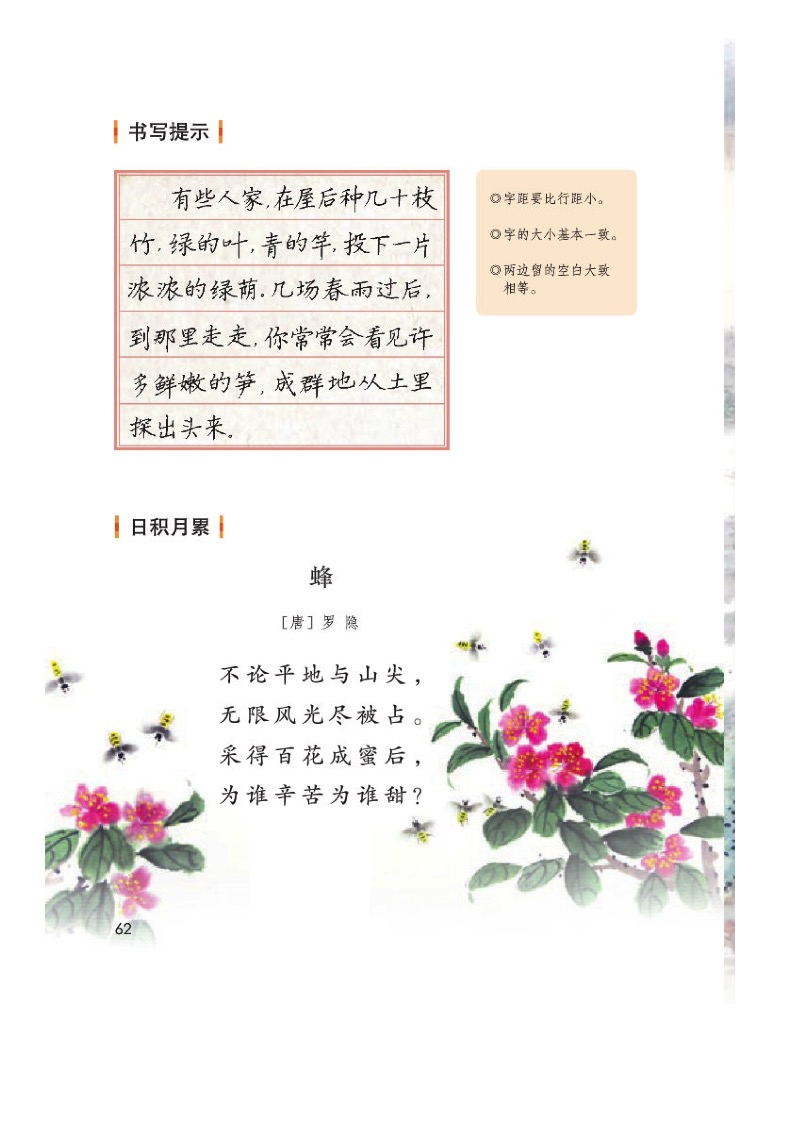 书写提示
有些人家,在屋后种几十枝
竹,绿的叶,青的竿,投下一片
浓浓的绿荫。几场春雨过后,
到那里走走,你常常会看见许
多鲜嫩的笋,成群地从土里
探出头来。
◎字距要比行距小。
◎字的大小基本一致。
◎两边留的空白大致
相等。
日积月累
蜂
[唐]罗 隐
不论平地与山尖,
无限风光尽被占。
采得百花成蜜后,
为谁辛苦为谁甜?
62